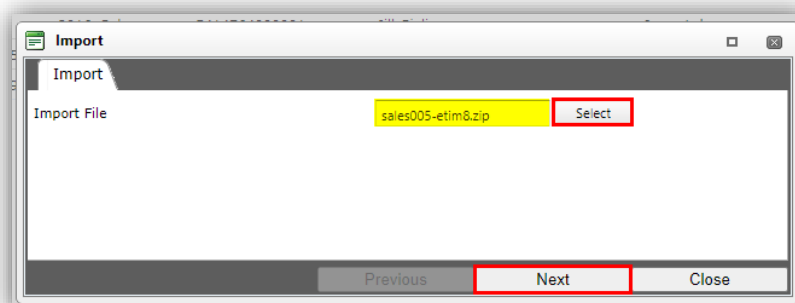 Import
Import
Import File
sales005-etim8.zip
Select
Previous
Next
Close